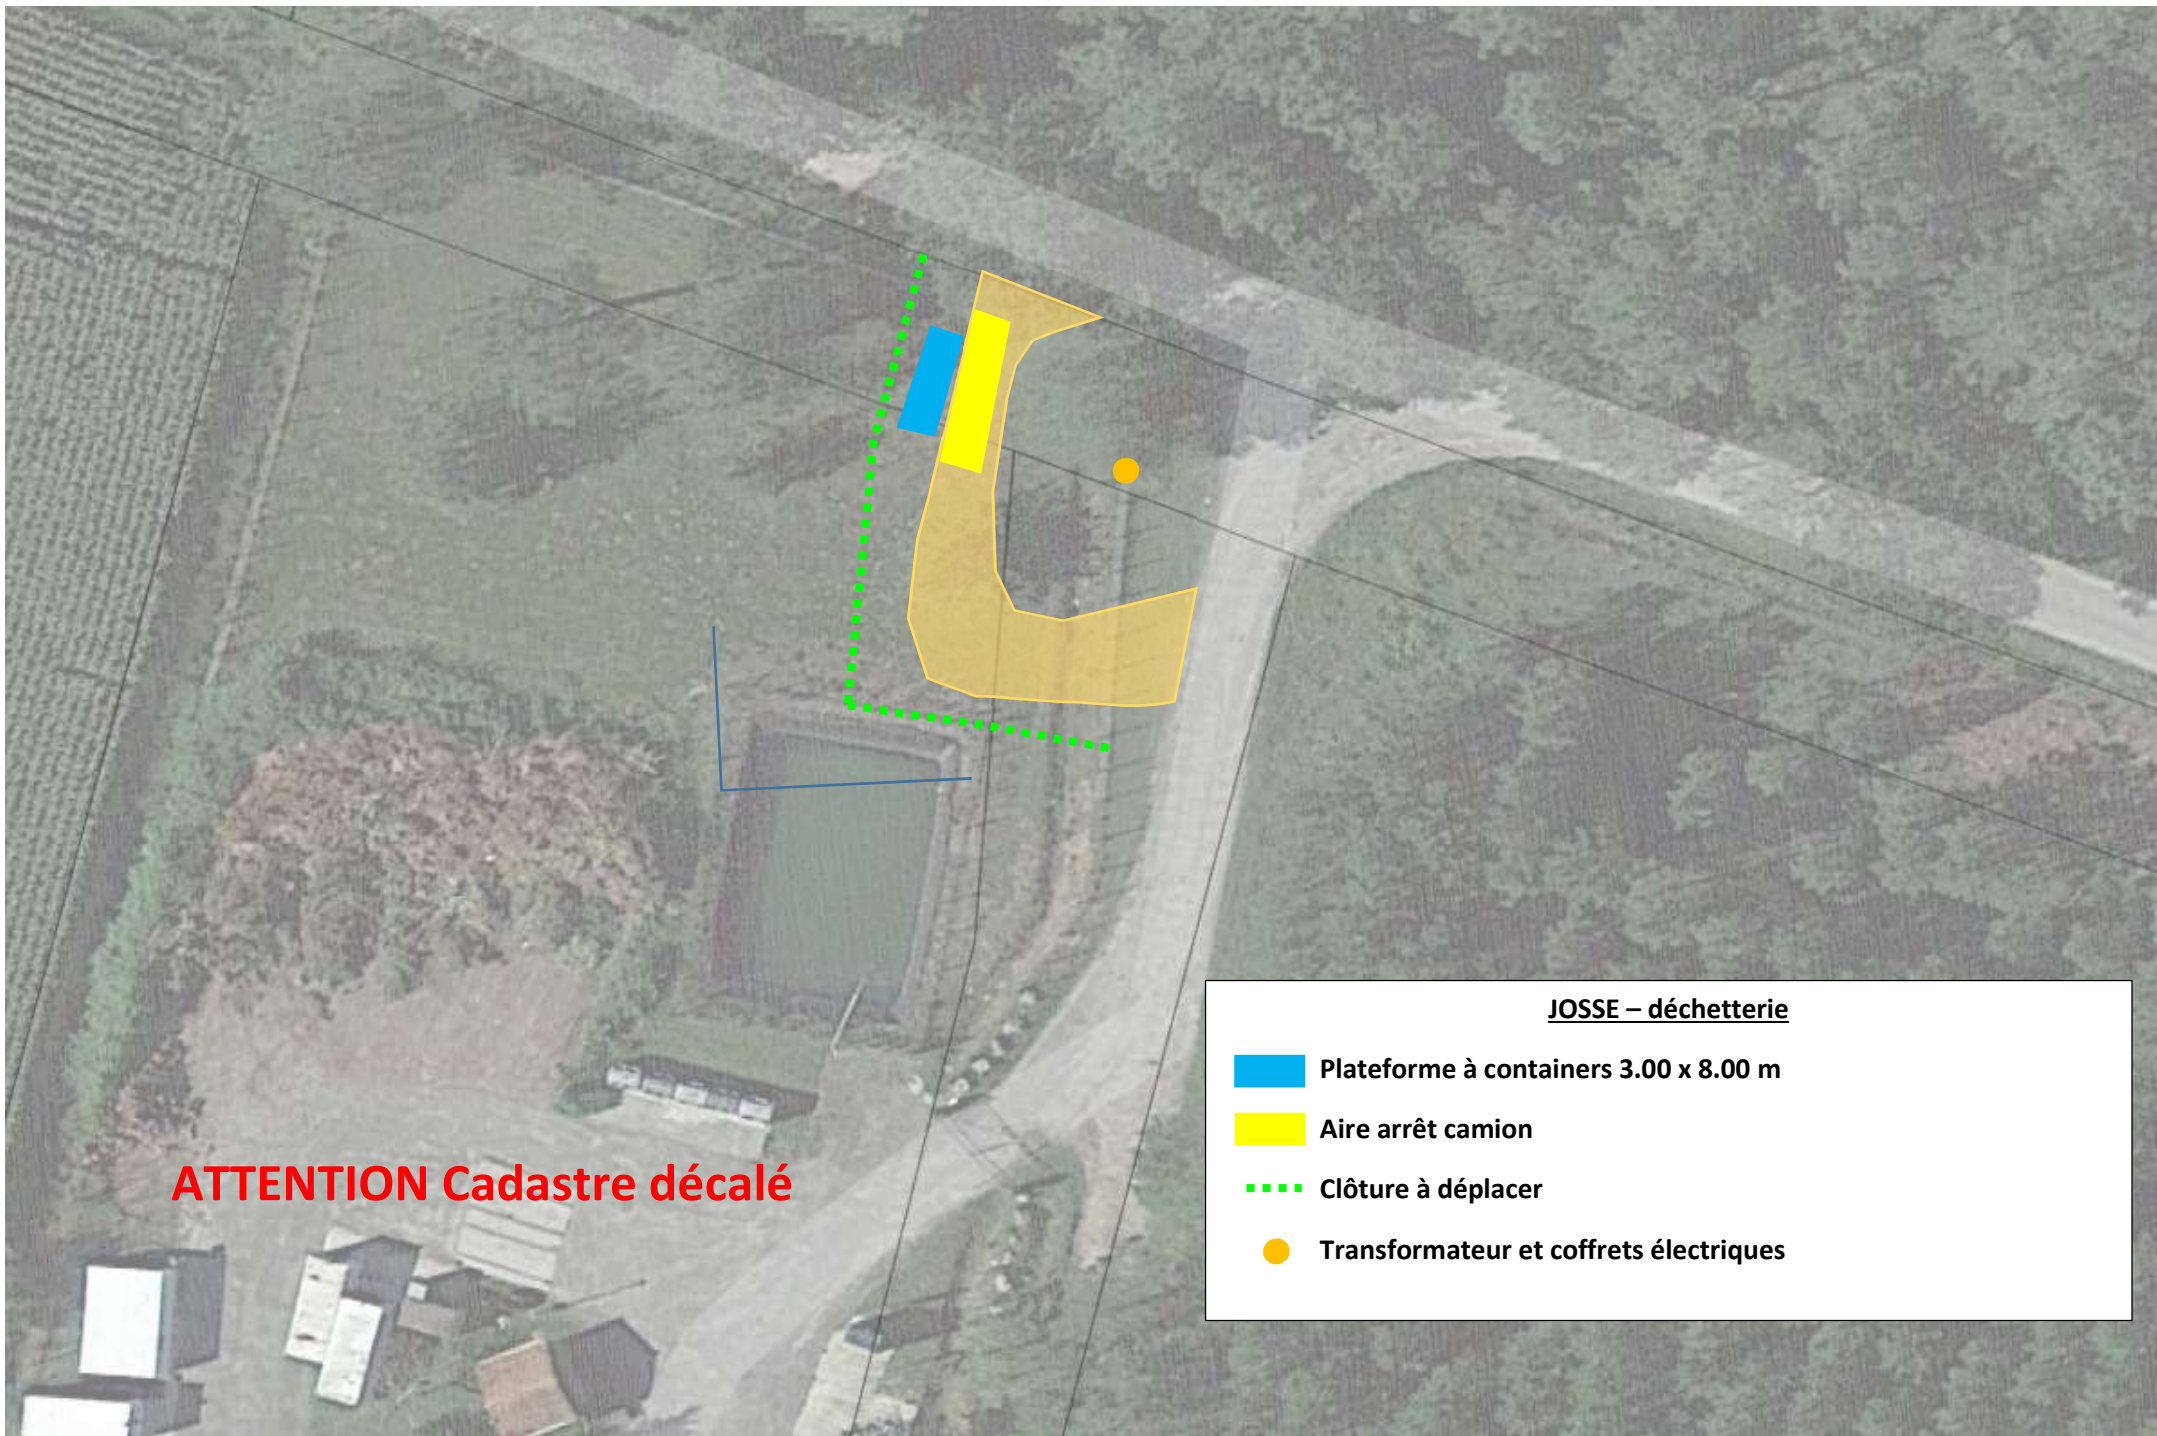 JOSSE – déchetterie
Plateforme à containers 3.00 x 8.00 m
Aire arrêt camion
Clôture à déplacer
Transformateur et coffrets électriques
ATTENTION Cadastre décalé